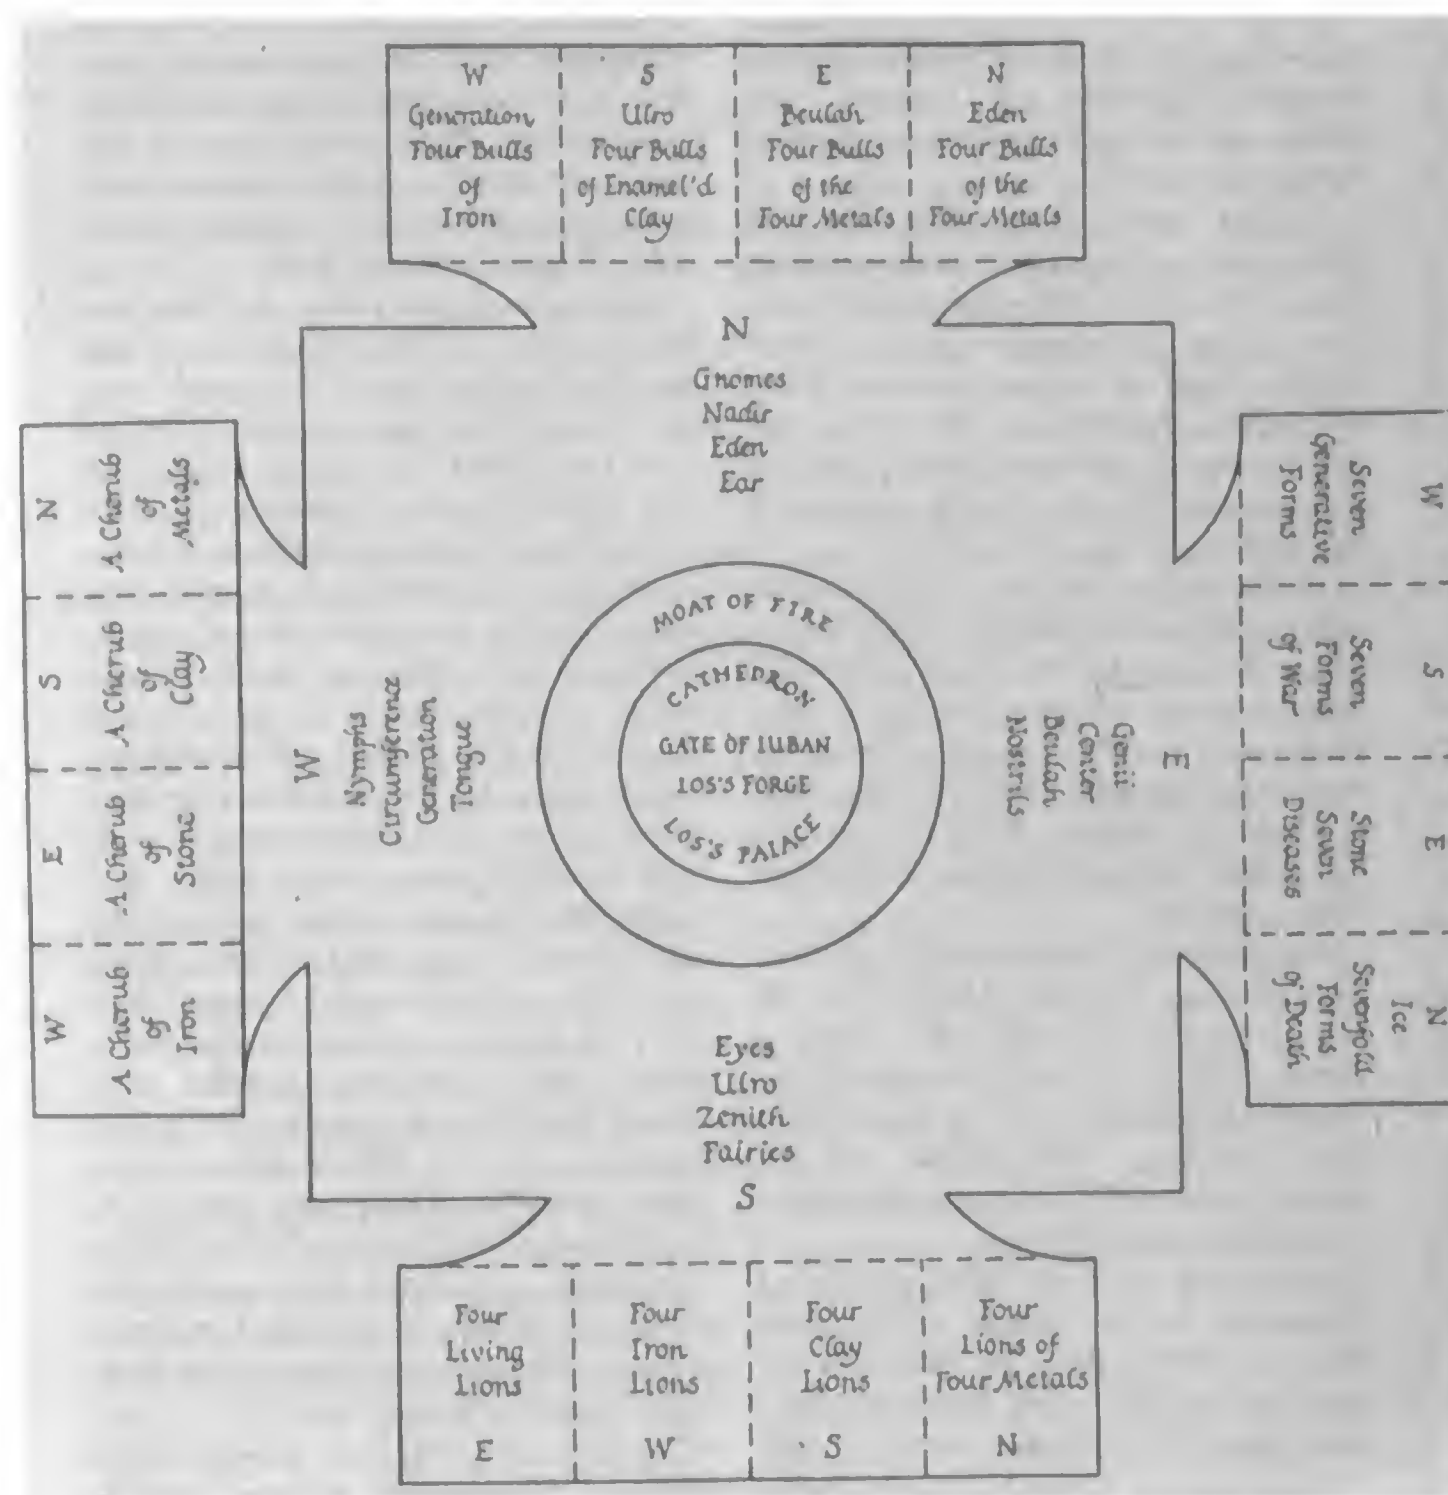 W
Generation
Four Bulls
of
Iron
S
Ulro
Four Bulls
of Enamel'd
Clay
E
Beulah
Four Bulls
of the
Four Metals
N
Eden
Four Bulls
of the
Four Metals
N
Gnomes
Nadir
Eden
Ear
N
A Cherub
of
Metals
S
A Cherub
of
Clay
E
A Cherub
of
Stone
W
A Cherub
of
Iron
W
Nymphs
Circumference
Generation
Tongue
MOAT OF FIRE
CATHEDRON
GATE OF LUBAN
LOS'S FORGE
LOS'S PALACE
E
Genii
Center
Beulah
Nostrils
W
Seven
Generative
Forms
S
Seven
Forms
of War
E
Stone
Seven
Diseases
N
Ice
Sevenfold
Forms
of Death
Eyes
Ulro
Zenith
Fairies
S
Four
Living
Lions
E
Four
Iron
Lions
W
Four
Clay
Lions
S
Four
Lions of
Four Metals
N